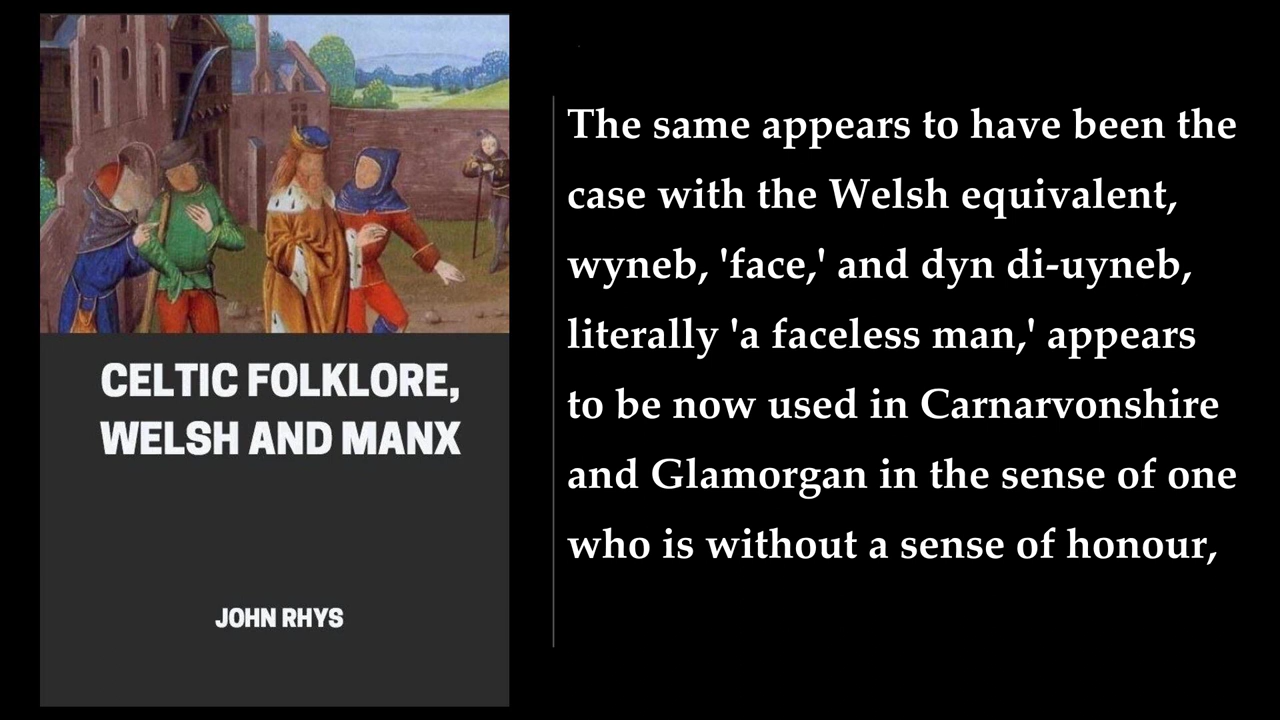 CELTIC FOLKLORE,
WELSH AND MANX
JOHN RHYS
The same appears to have been the
case with the Welsh equivalent,
wyneb, 'face,' and dyn di-uyneb,
literally 'a faceless man,' appears
to be now used in Carnarvonshire
and Glamorgan in the sense of one
who is without a sense of honour,